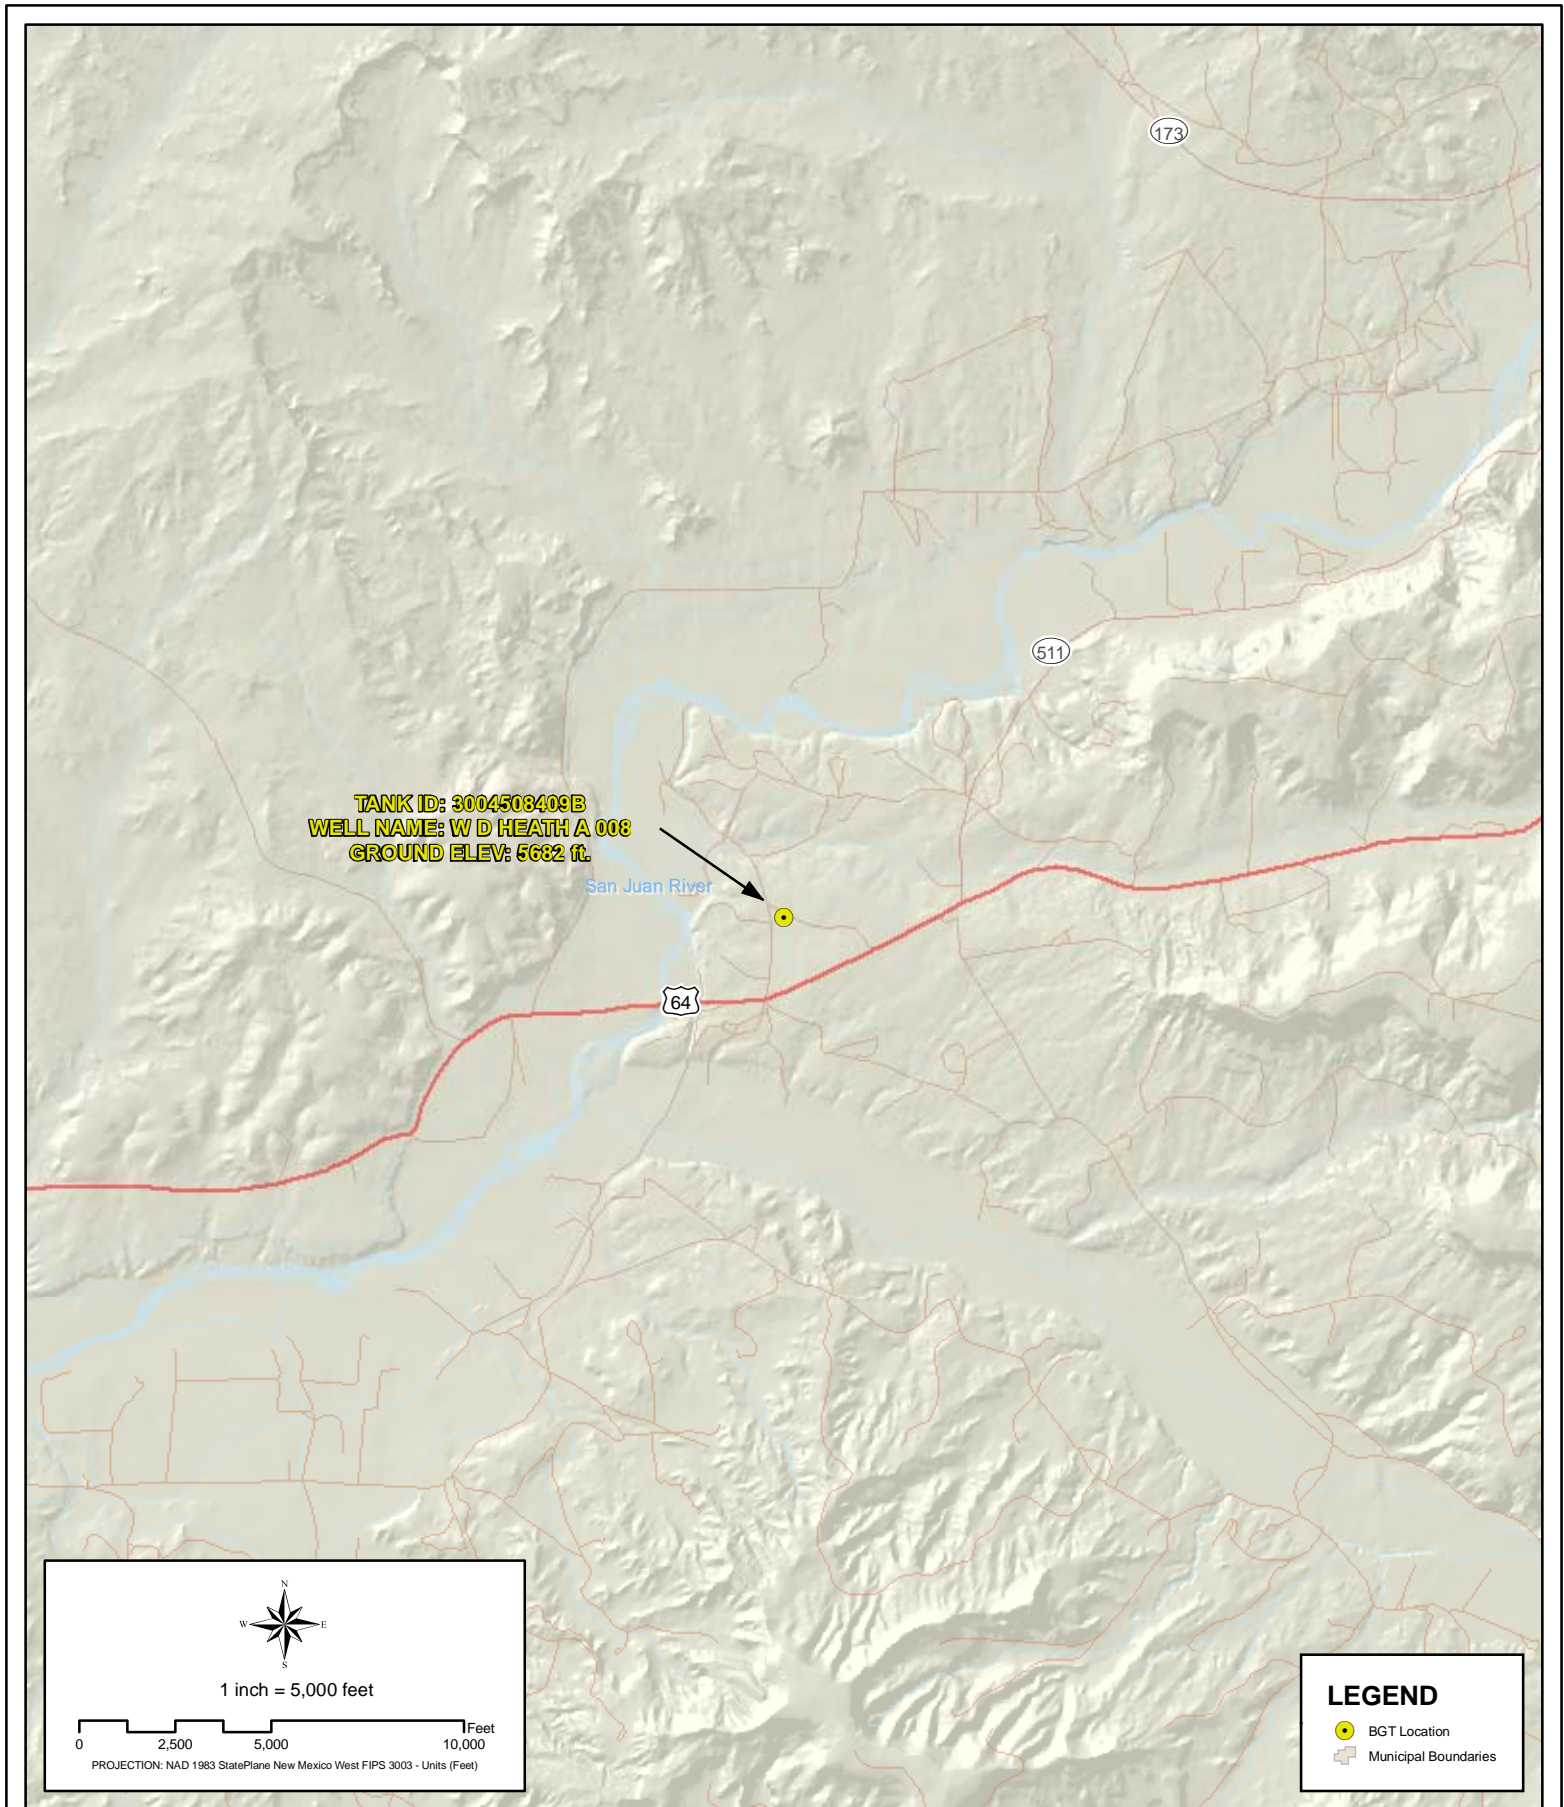 173
511
TANK ID: 3004508409B
WELL NAME: W D HEATH A 008
GROUND ELEV: 5682 ft.
San Juan River
64
N
W E
S
1 inch = 5,000 feet
Feet
0 2,500 5,000 10,000
PROJECTION: NAD 1983 StatePlane New Mexico West FIPS 3003 - Units (Feet)
LEGEND
BGT Location
Municipal Boundaries